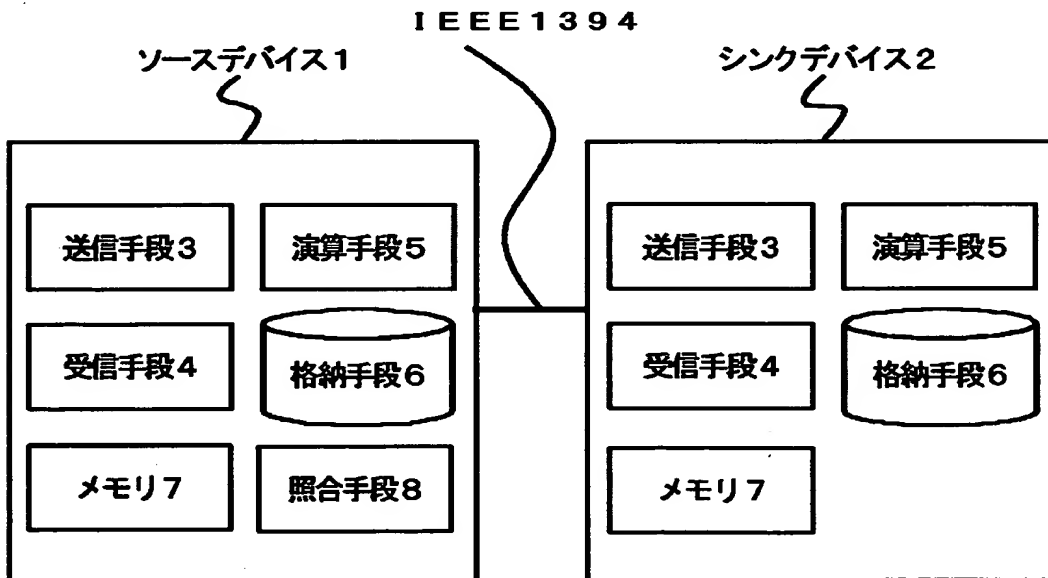 ＩＥＥＥ１３９４
ソースデバイス１
シンクデバイス２
送信手段３
演算手段５
受信手段４
格納手段６
メモリ７
照合手段８
送信手段３
演算手段５
受信手段４
格納手段６
メモリ７